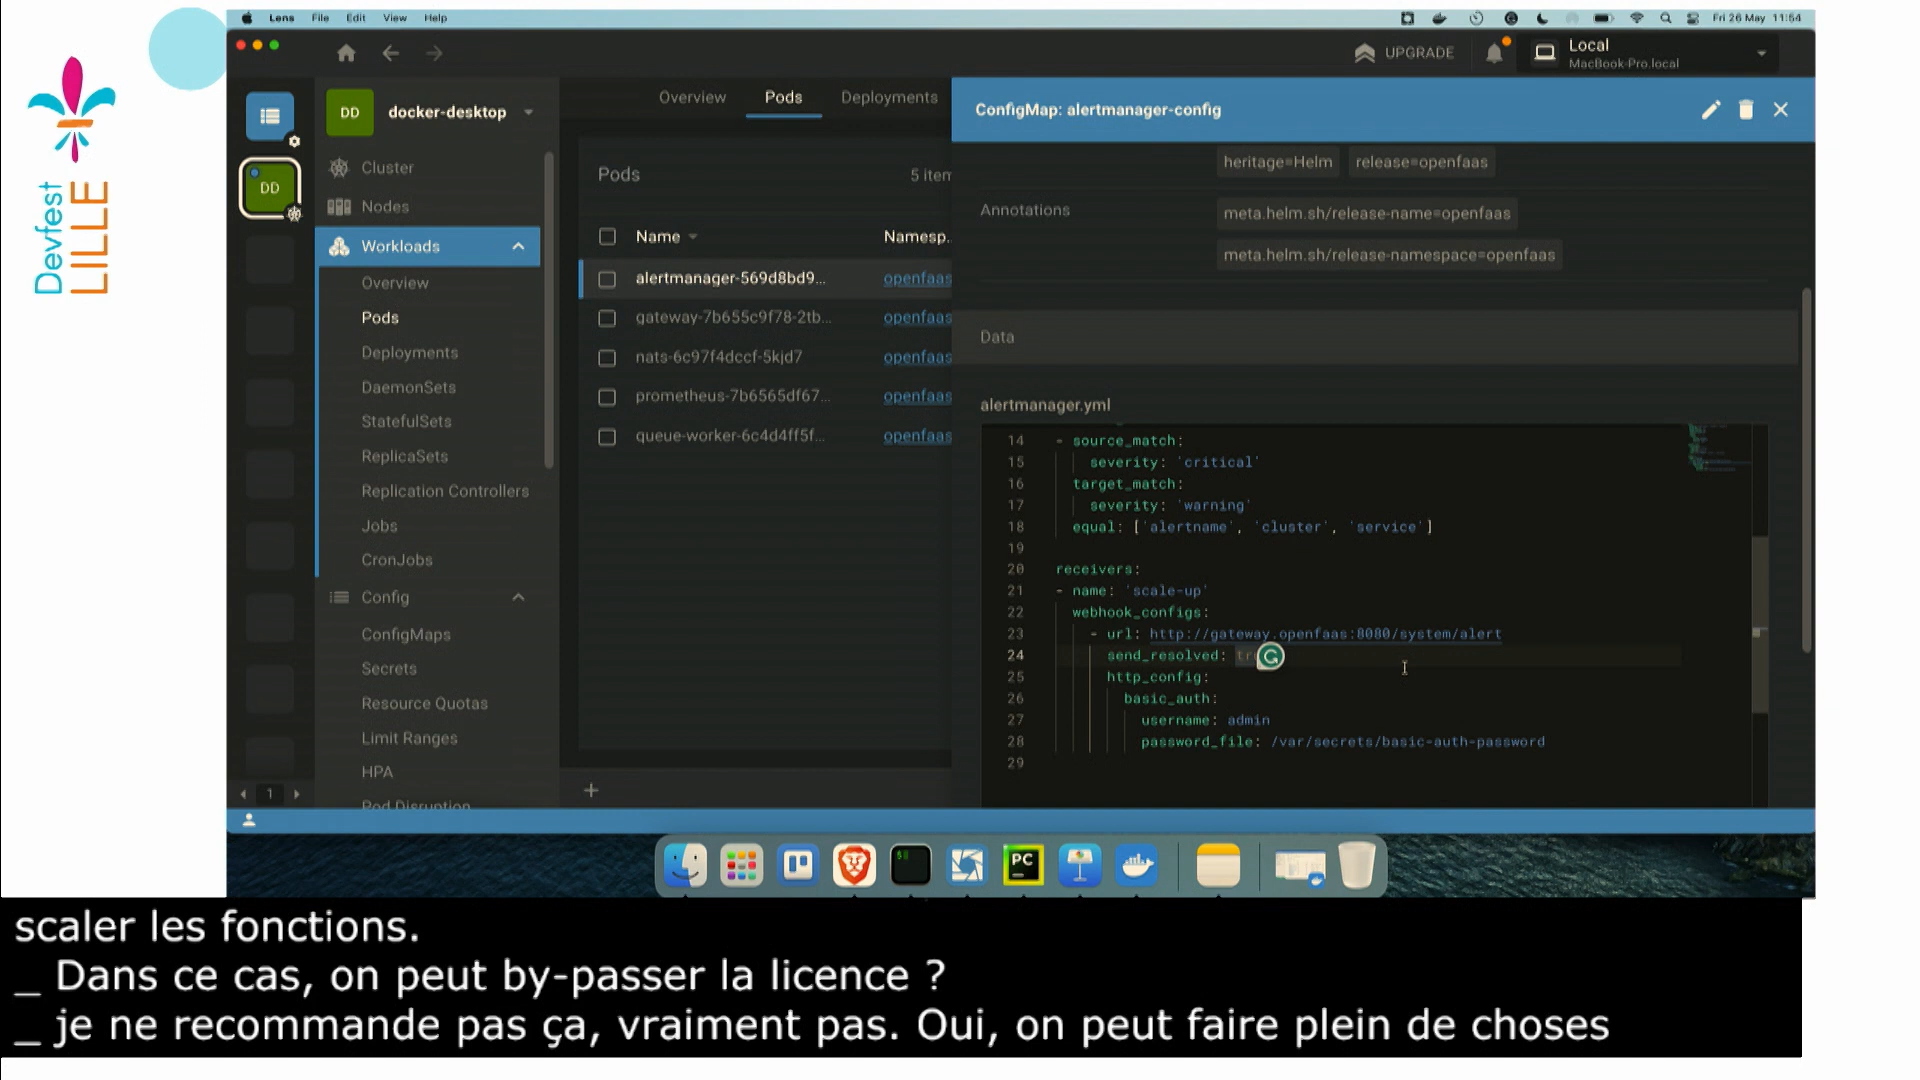 Devfest
LILLE
Lens File Edit View Help
Fri 26 May 11:54
UPGRADE
Local
MacBook-Pro.local
DD
docker-desktop
DD
Cluster
Nodes
Workloads
Overview
Pods
Deployments
DaemonSets
StatefulSets
ReplicaSets
Replication Controllers
Jobs
CronJobs
Config
ConfigMaps
Secrets
Resource Quotas
Limit Ranges
HPA
Pod Disruption
1
Overview Pods Deployments
Pods 5 item
Name Namesp...
alertmanager-569d8bd9... openfaas
gateway-7b655c9f78-2tb... openfaas
nats-6c97f4dccf-5kjd7 openfaas
prometheus-7b6565df67... openfaas
queue-worker-6c4d4ff5f... openfaas
ConfigMap: alertmanager-config
heritage=Helm release=openfaas
Annotations
meta.helm.sh/release-name=openfaas
meta.helm.sh/release-namespace=openfaas
Data
alertmanager.yml
14 - source_match:
15 severity: 'critical'
16 target_match:
17 severity: 'warning'
18 equal: ['alertname', 'cluster', 'service']
19
20 receivers:
21 - name: 'scale-up'
22 webhook_configs:
23 - url: http://gateway.openfaas:8080/system/alert
24 send_resolved:
25 http_config:
26 basic_auth:
27 username: admin
28 password_file: /var/secrets/basic-auth-password
29
PC
scaler les fonctions.
_ Dans ce cas, on peut by-passer la licence ?
_ je ne recommande pas ça, vraiment pas. Oui, on peut faire plein de choses